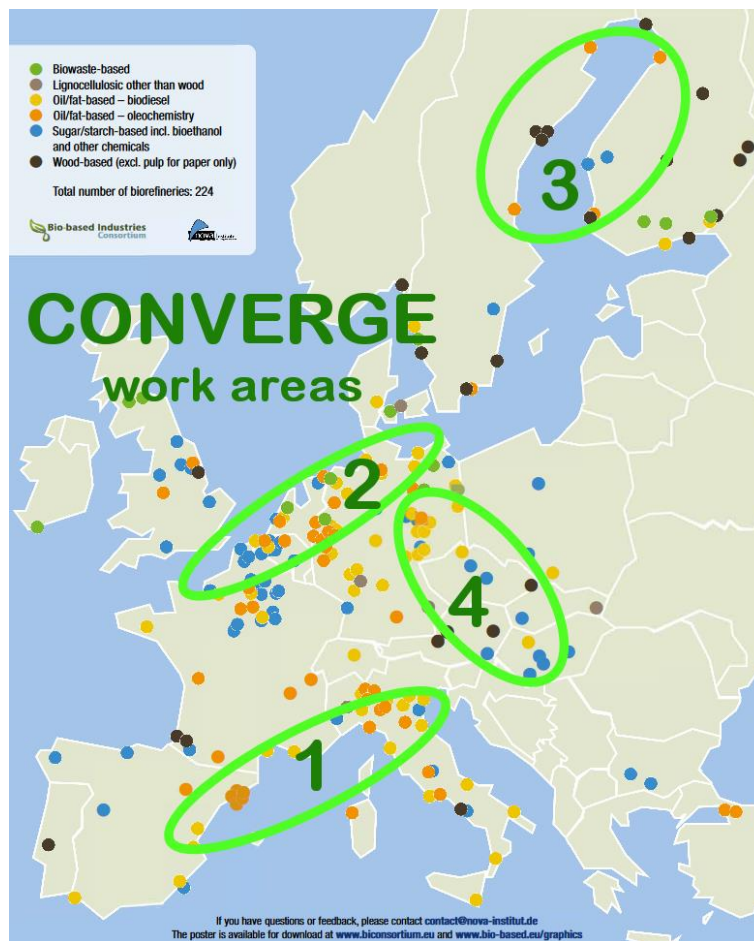 Biowaste-based
Lignocellulosic other than wood
Oil/fat-based – biodiesel
Oil/fat-based – oleochemistry
Sugar/starch-based incl. bioethanol
and other chemicals
Wood-based (excl. pulp for paper only)
Total number of biorefineries: 224
Bio-based Industries
Consortium
3
CONVERGE
work areas
2
4
1
If you have questions or feedback, please contact contact@nova-institut.de
The poster is available for download at www.biconsortium.eu and www.bio-based.eu/graphics